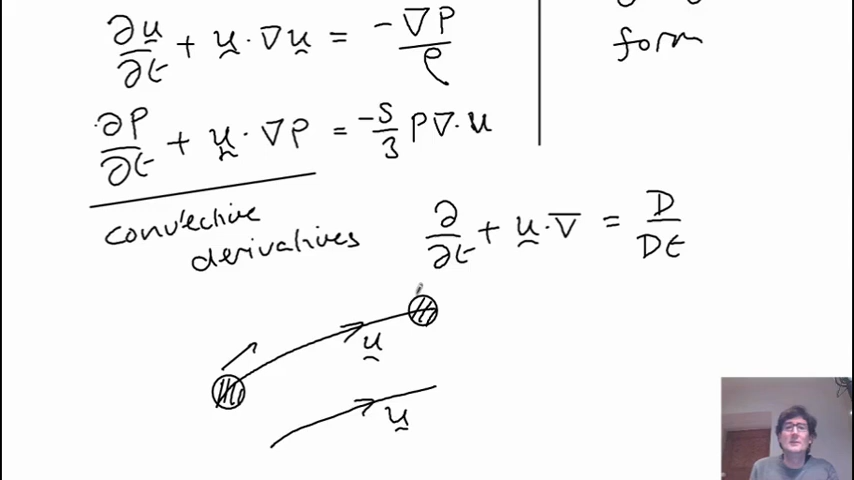 ∂u̲/∂t + u̲ · ∇u̲ = -∇P/ρ
form
∂P/∂t + u̲ · ∇P = -5/3 P∇·u
convective
derivatives
∂/∂t + u̲ · ∇ = D/Dt
u̲
u̲